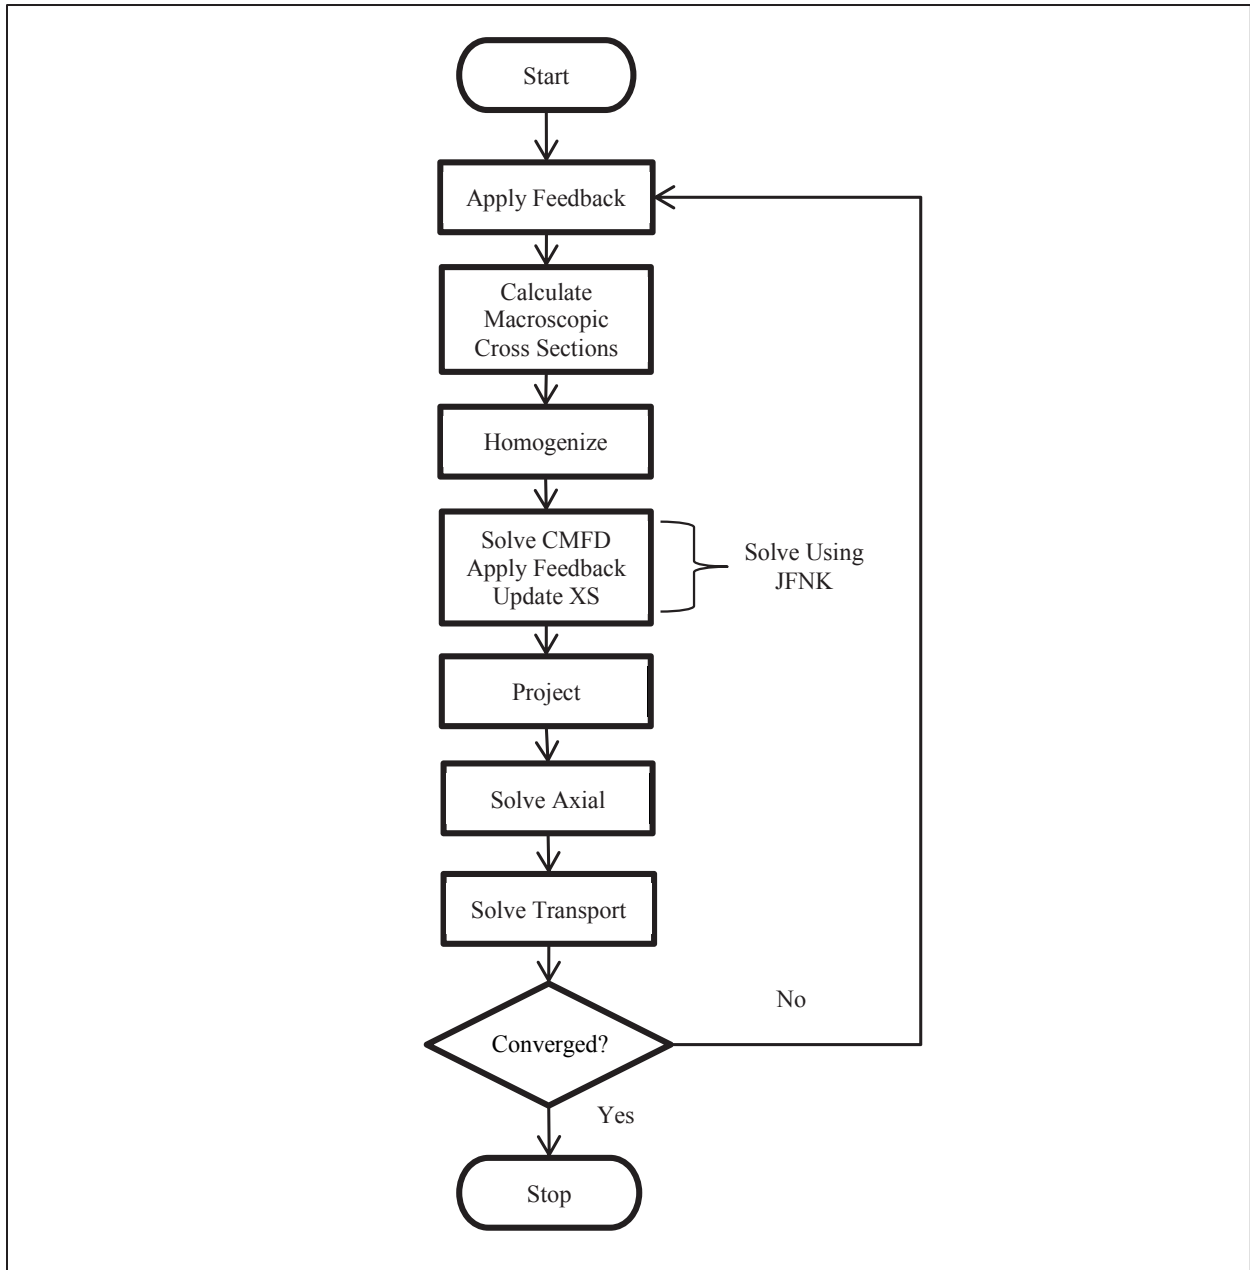 Start
Apply Feedback
Calculate
Macroscopic
Cross Sections
Homogenize
Solve CMFD
Apply Feedback
Update XS
Solve Using
JFNK
Project
Solve Axial
Solve Transport
Converged?
No
Yes
Stop